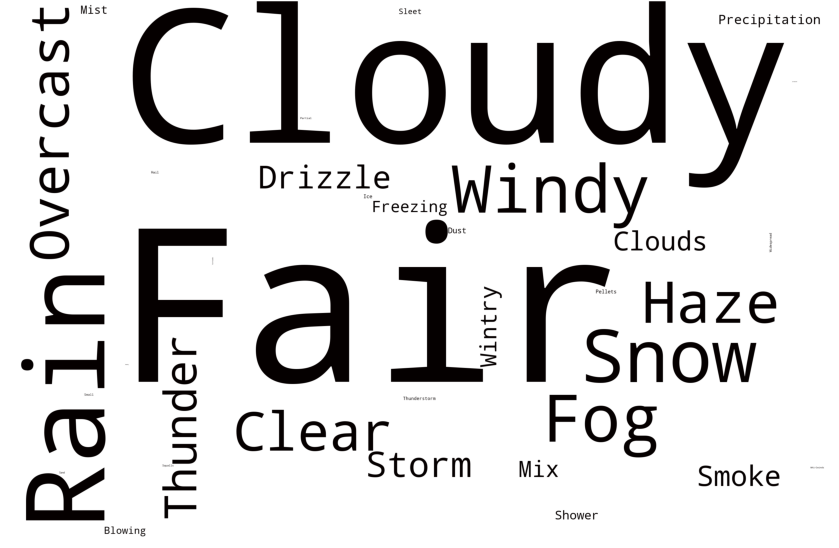 Mist
Sleet
Precipitation
Overcast
Cloudy
Drizzle
Windy
Ice
Freezing
Dust
Clouds
Fair
Rain
Pellets
Haze
Wintry
Snow
Thunder
Thunderstorm
Clear
Fog
Storm
Mix
Smoke
Shower
Blowing
Hail
Small
Widespread